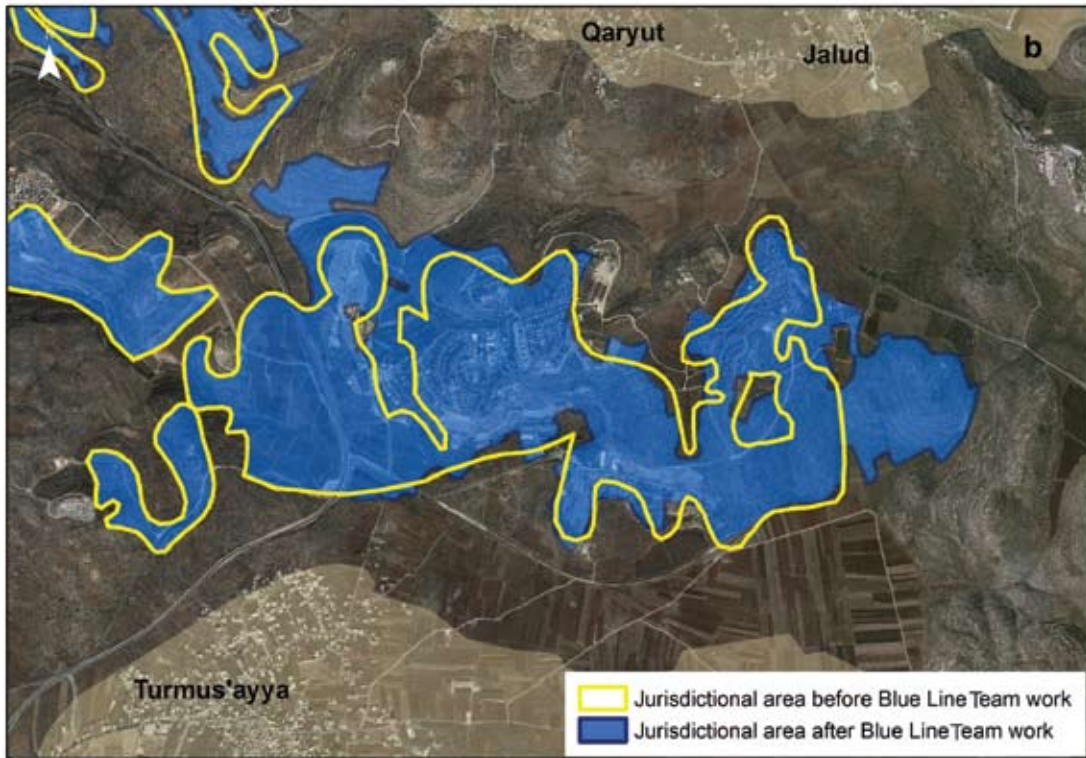 Qaryut
Jalud
b
Turmus'ayya
Jurisdictional area before Blue Line Team work
Jurisdictional area after Blue Line Team work